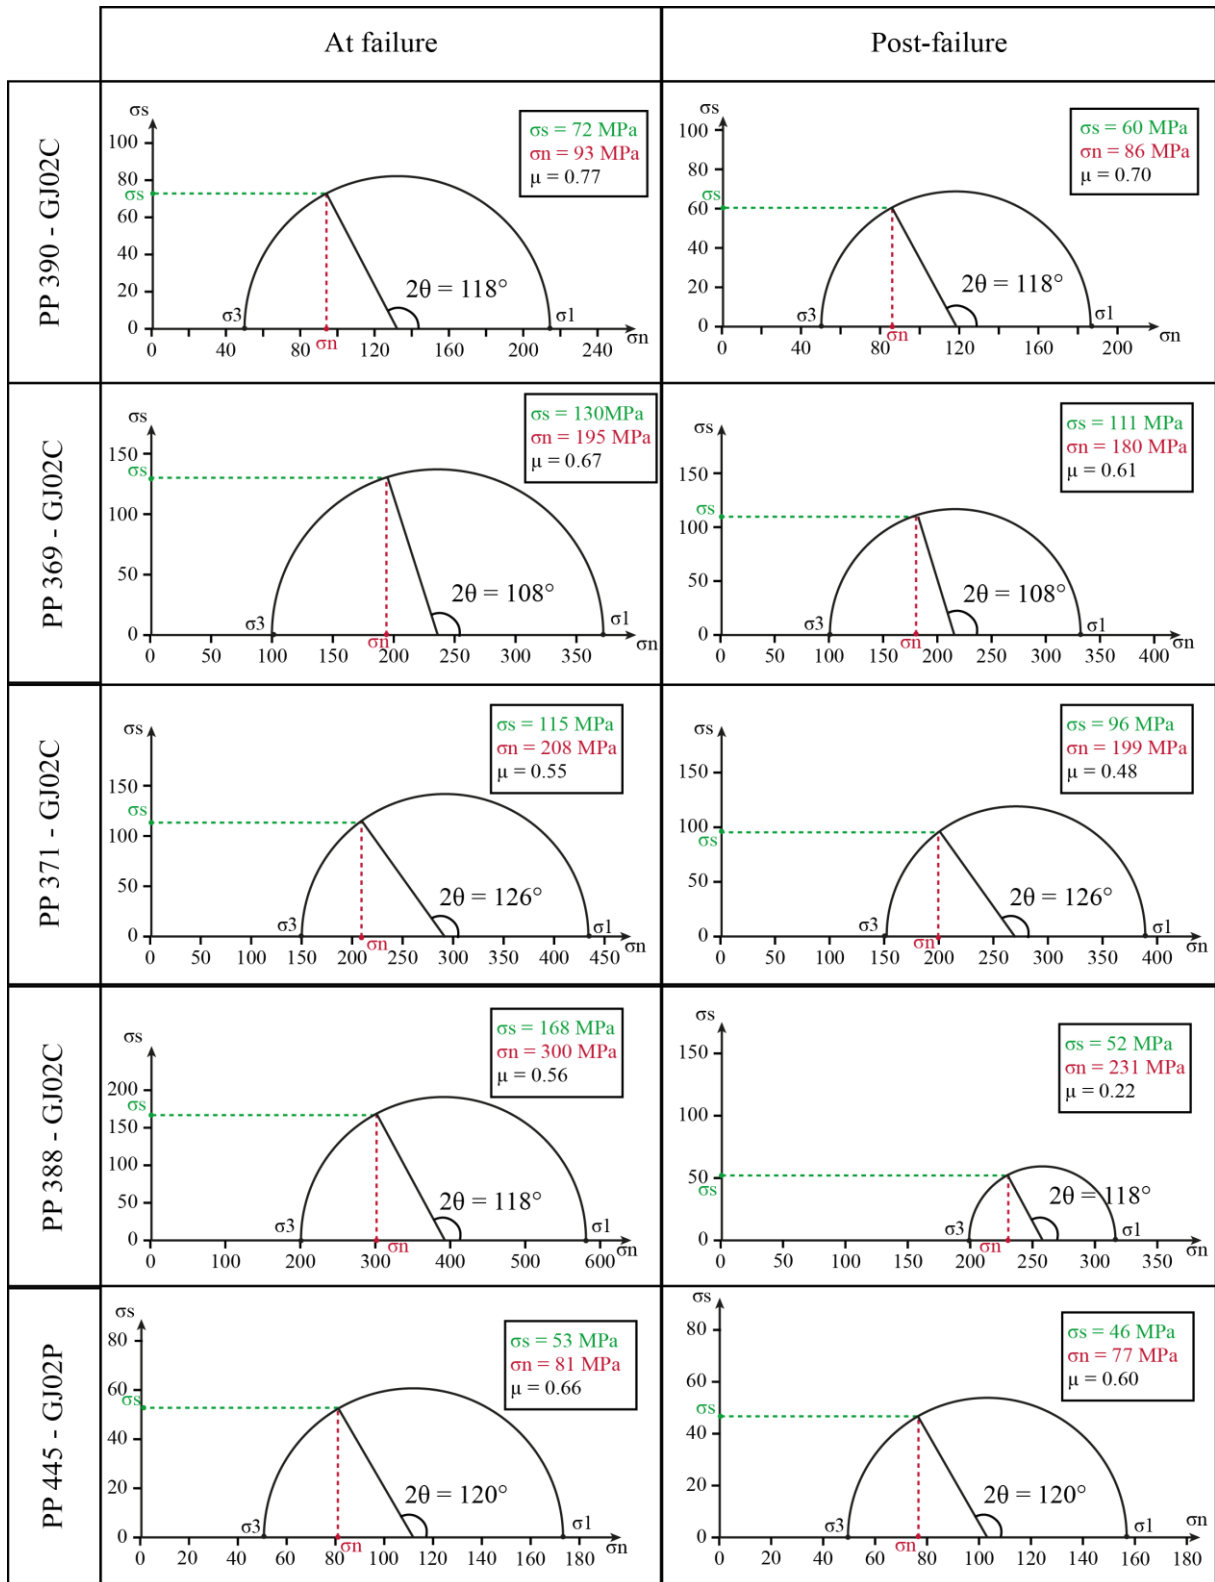 At failure
Post-failure
PP 390 - GJ02C
σs
100
80
σs
60
40
20
0
σs = 72 MPa
σn = 93 MPa
μ = 0.77
2θ = 118°
σ3
σ1
0
40
80
σn
120
160
200
240
σn
σs
100
80
σs
60
40
20
0
σs = 60 MPa
σn = 86 MPa
μ = 0.70
2θ = 118°
σ3
σ1
0
40
80
σn
120
160
200
σn
PP 369 - GJ02C
σs
150
σs
100
50
0
σs = 130MPa
σn = 195 MPa
μ = 0.67
2θ = 108°
σ3
σ1
0
50
100
150
σn
200
250
300
350
σn
σs
150
σs
100
50
0
σs = 111 MPa
σn = 180 MPa
μ = 0.61
2θ = 108°
σ3
σ1
0
50
100
150
σn
200
250
300
350
400
σn
PP 371 - GJ02C
σs
150
σs
100
50
0
σs = 115 MPa
σn = 208 MPa
μ = 0.55
2θ = 126°
σ3
σ1
0
50
100
150
200
σn
250
300
350
400
450
σn
σs
150
100
σs
50
0
σs = 96 MPa
σn = 199 MPa
μ = 0.48
2θ = 126°
σ3
σ1
0
50
100
150
σn
200
250
300
350
400
σn
PP 388 - GJ02C
σs
200
σs
150
100
50
0
σs = 168 MPa
σn = 300 MPa
μ = 0.56
2θ = 118°
σ3
σ1
0
100
200
300
σn
400
500
600
σn
σs
150
100
50
σs
0
σs = 52 MPa
σn = 231 MPa
μ = 0.22
2θ = 118°
σ3
σ1
0
50
100
150
200
σn
250
300
350
σn
PP 445 - GJ02P
σs
80
60
σs
40
20
0
σs = 53 MPa
σn = 81 MPa
μ = 0.66
2θ = 120°
σ3
σ1
0
20
40
60
80
σn
100
120
140
160
180
σn
σs
80
60
σs
40
20
0
σs = 46 MPa
σn = 77 MPa
μ = 0.60
2θ = 120°
σ3
σ1
0
20
40
60
σn
80
100
120
140
160
180
σn